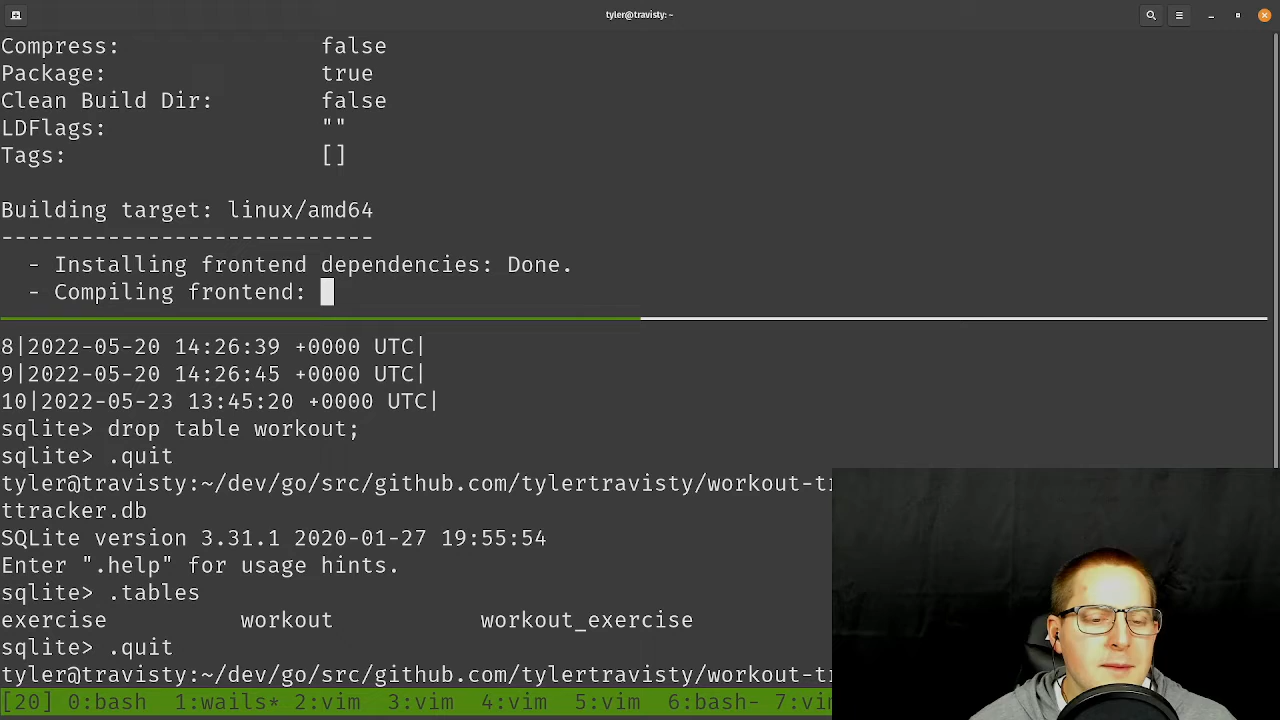 tyler@travisty: ~
Compress: false
Package: true
Clean Build Dir: false
LDFlags: ""
Tags: []
Building target: linux/amd64
----------------------------
- Installing frontend dependencies: Done.
- Compiling frontend:
8|2022-05-20 14:26:39 +0000 UTC|
9|2022-05-20 14:26:45 +0000 UTC|
10|2022-05-23 13:45:20 +0000 UTC|
sqlite> drop table workout;
sqlite> .quit
tyler@travisty:~/dev/go/src/github.com/tylertravisty/workout-tr
ttracker.db
SQLite version 3.31.1 2020-01-27 19:55:54
Enter ".help" for usage hints.
sqlite> .tables
exercise workout workout_exercise
sqlite> .quit
tyler@travisty:~/dev/go/src/github.com/tylertravisty/workout-tr
[20] 0:bash 1:wails* 2:vim 3:vim 4:vim 5:vim 6:bash- 7:vim